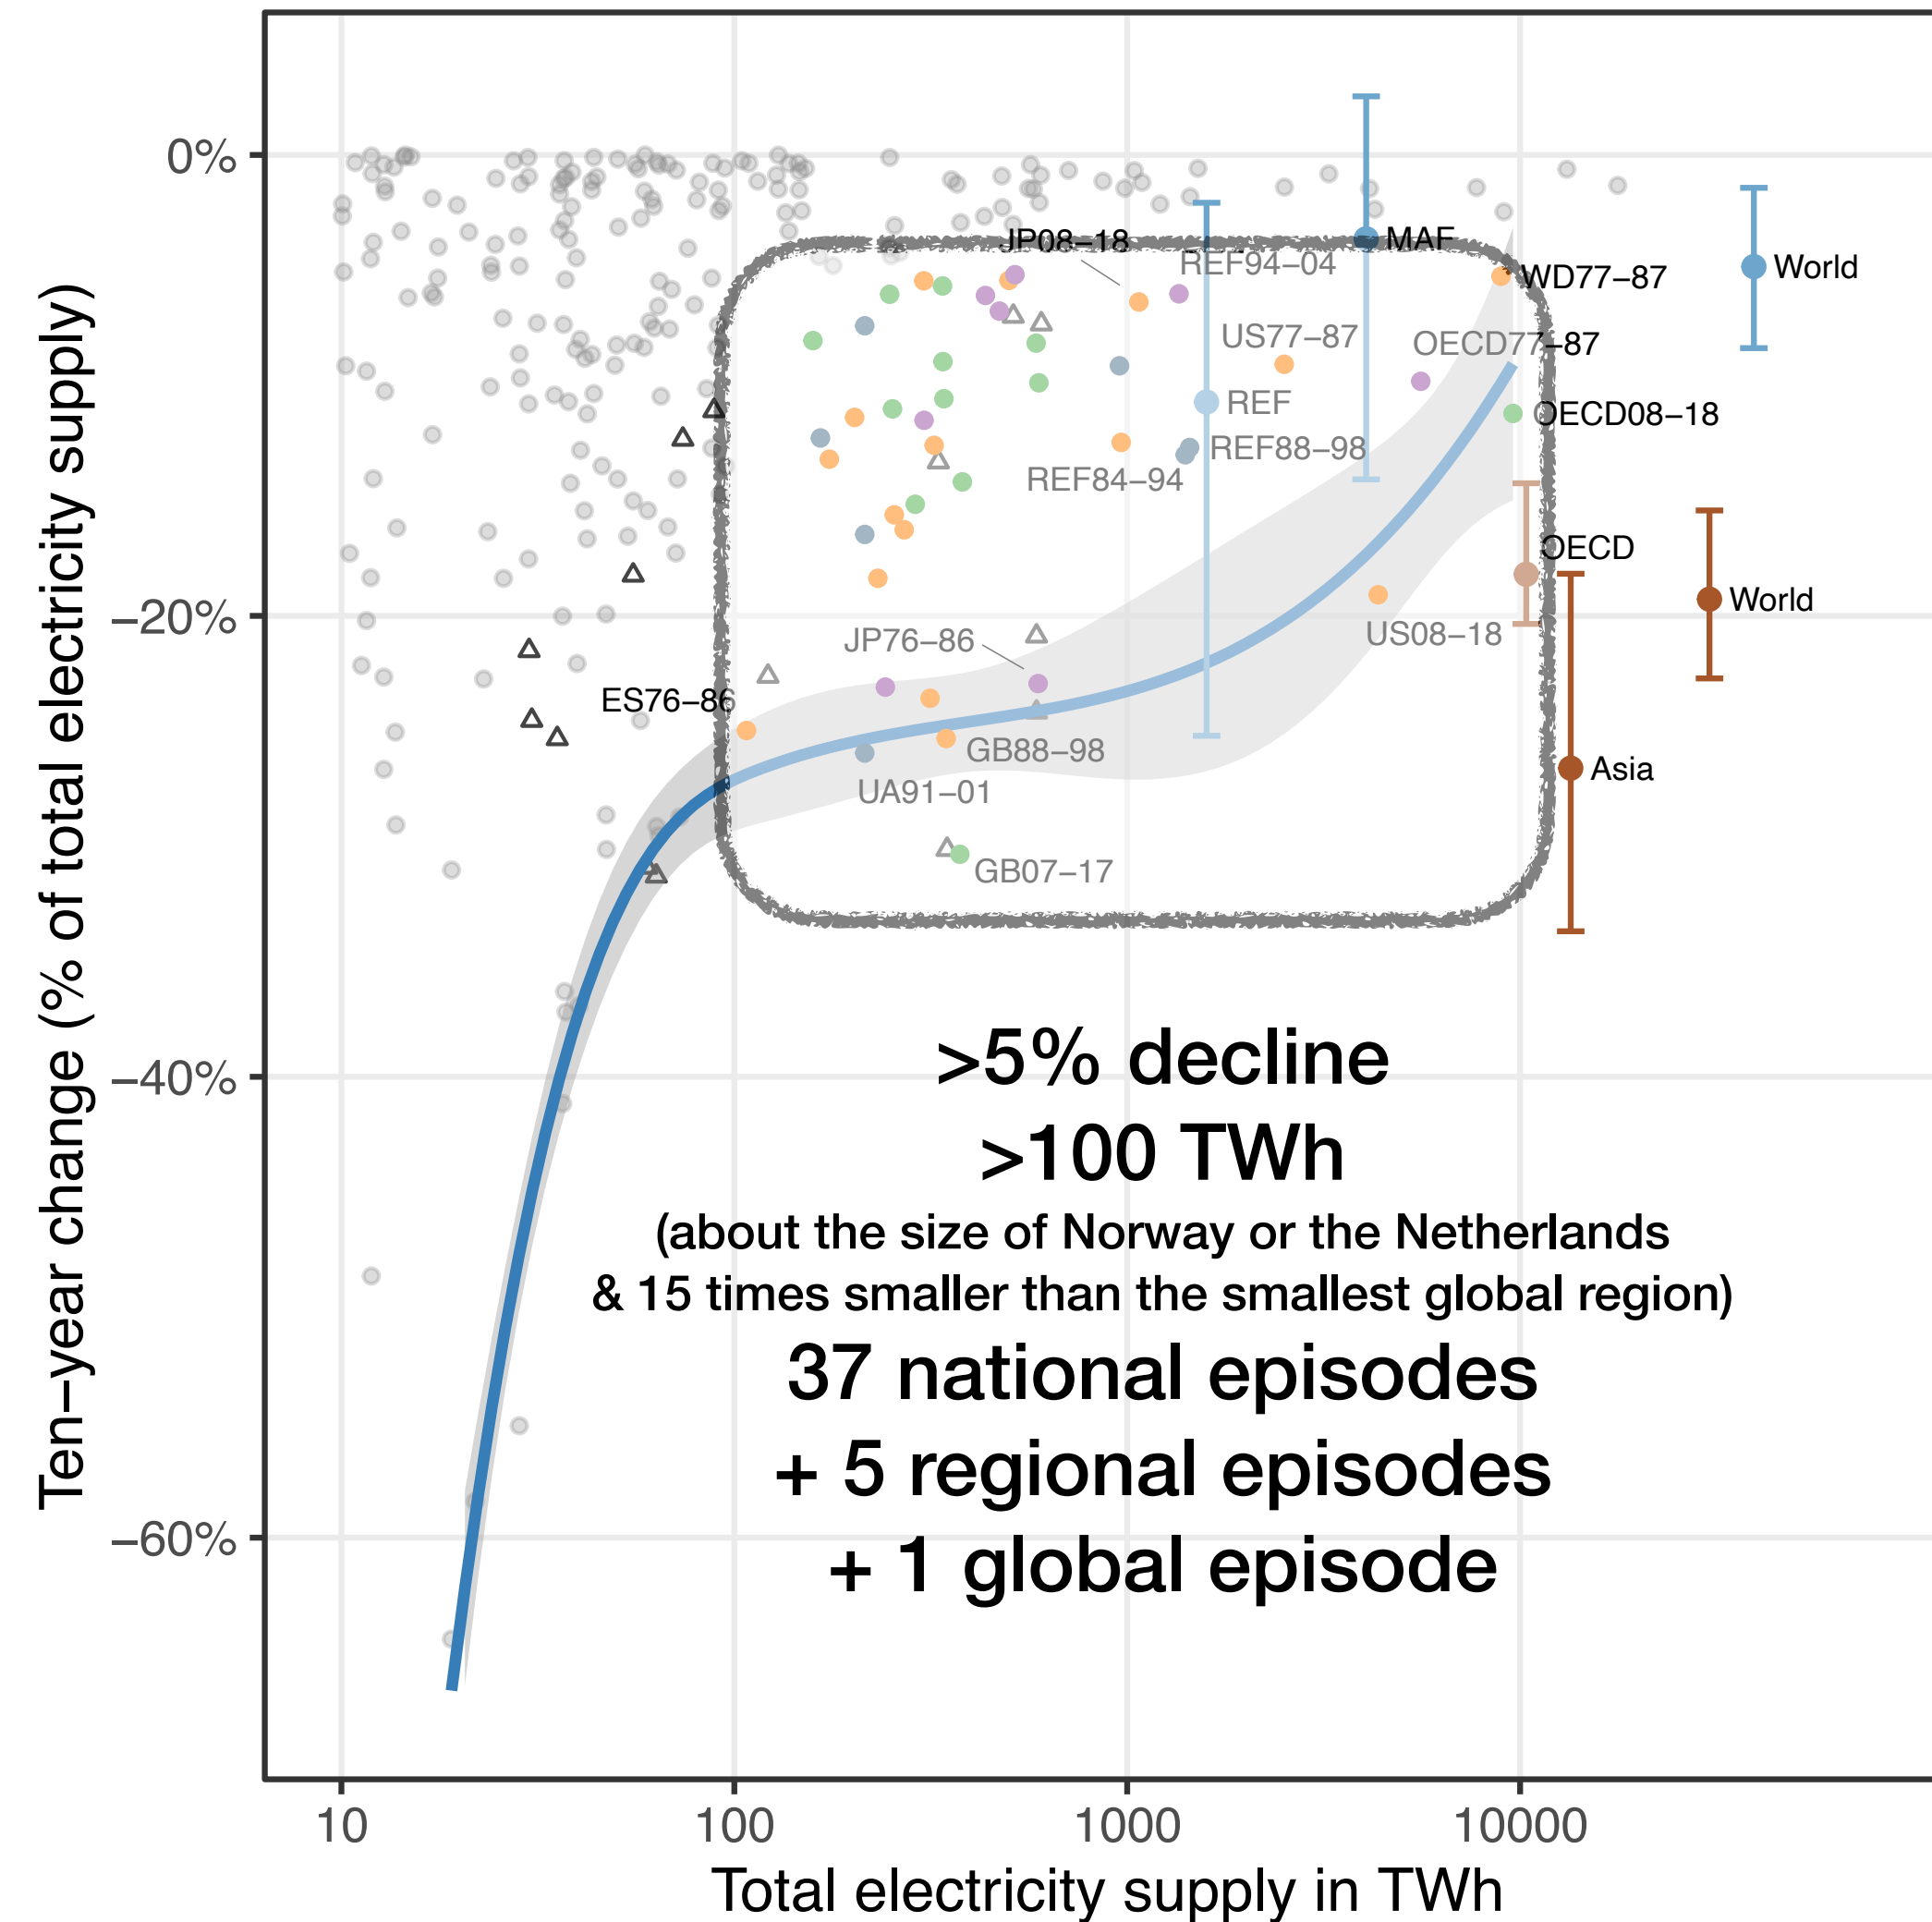 Ten−year change (% of total electricity supply)
0%
−20%
−40%
−60%
JP08−18
MAF
REF94−04
WD77−87
World
US77−87
OECD77−87
REF
OECD08−18
REF88−98
REF84−94
OECD
World
US08−18
JP76−86
ES76−86
GB88−98
Asia
UA91−01
GB07−17
>5% decline
>100 TWh
(about the size of Norway or the Netherlands
& 15 times smaller than the smallest global region)
37 national episodes
+ 5 regional episodes
+ 1 global episode
10
100
1000
10000
Total electricity supply in TWh